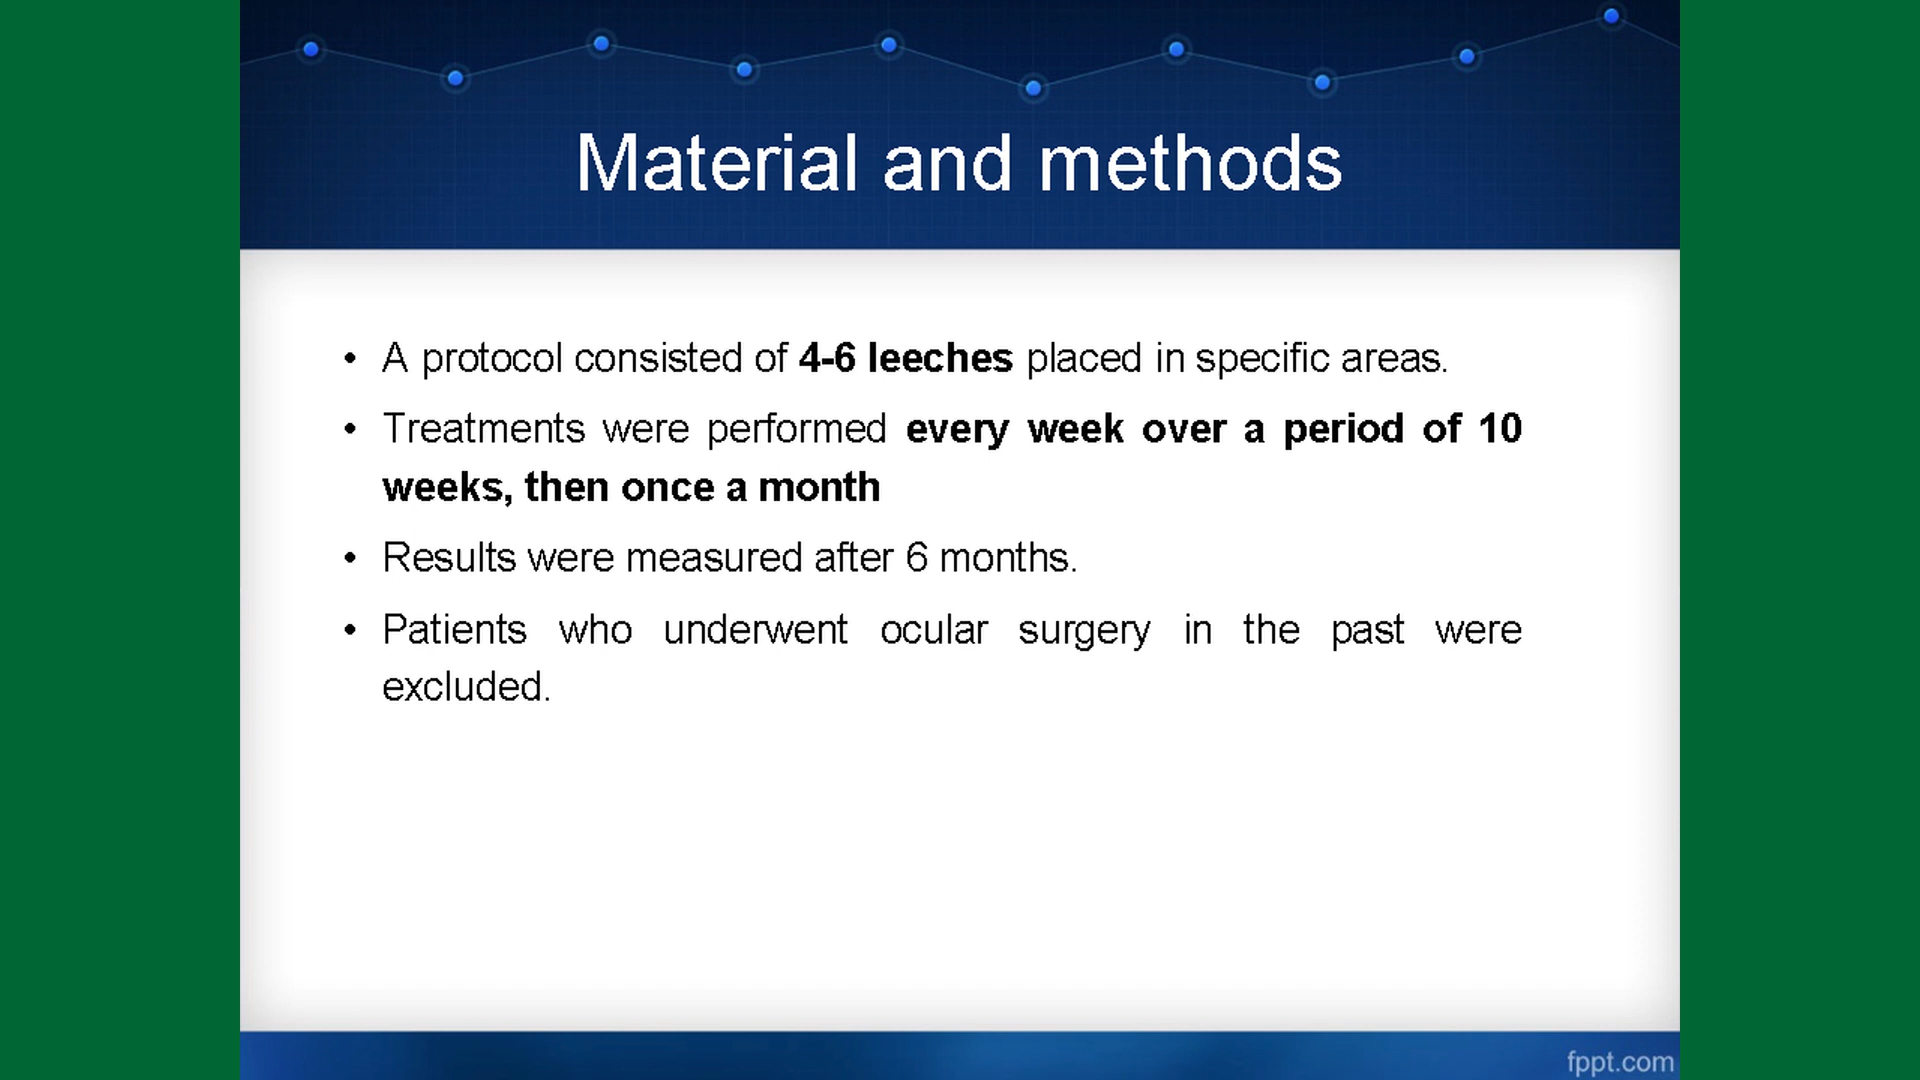 Material and methods
• A protocol consisted of 4-6 leeches placed in specific areas.
• Treatments were performed every week over a period of 10
weeks, then once a month
• Results were measured after 6 months.
• Patients who underwent ocular surgery in the past were
excluded.
fppt.com